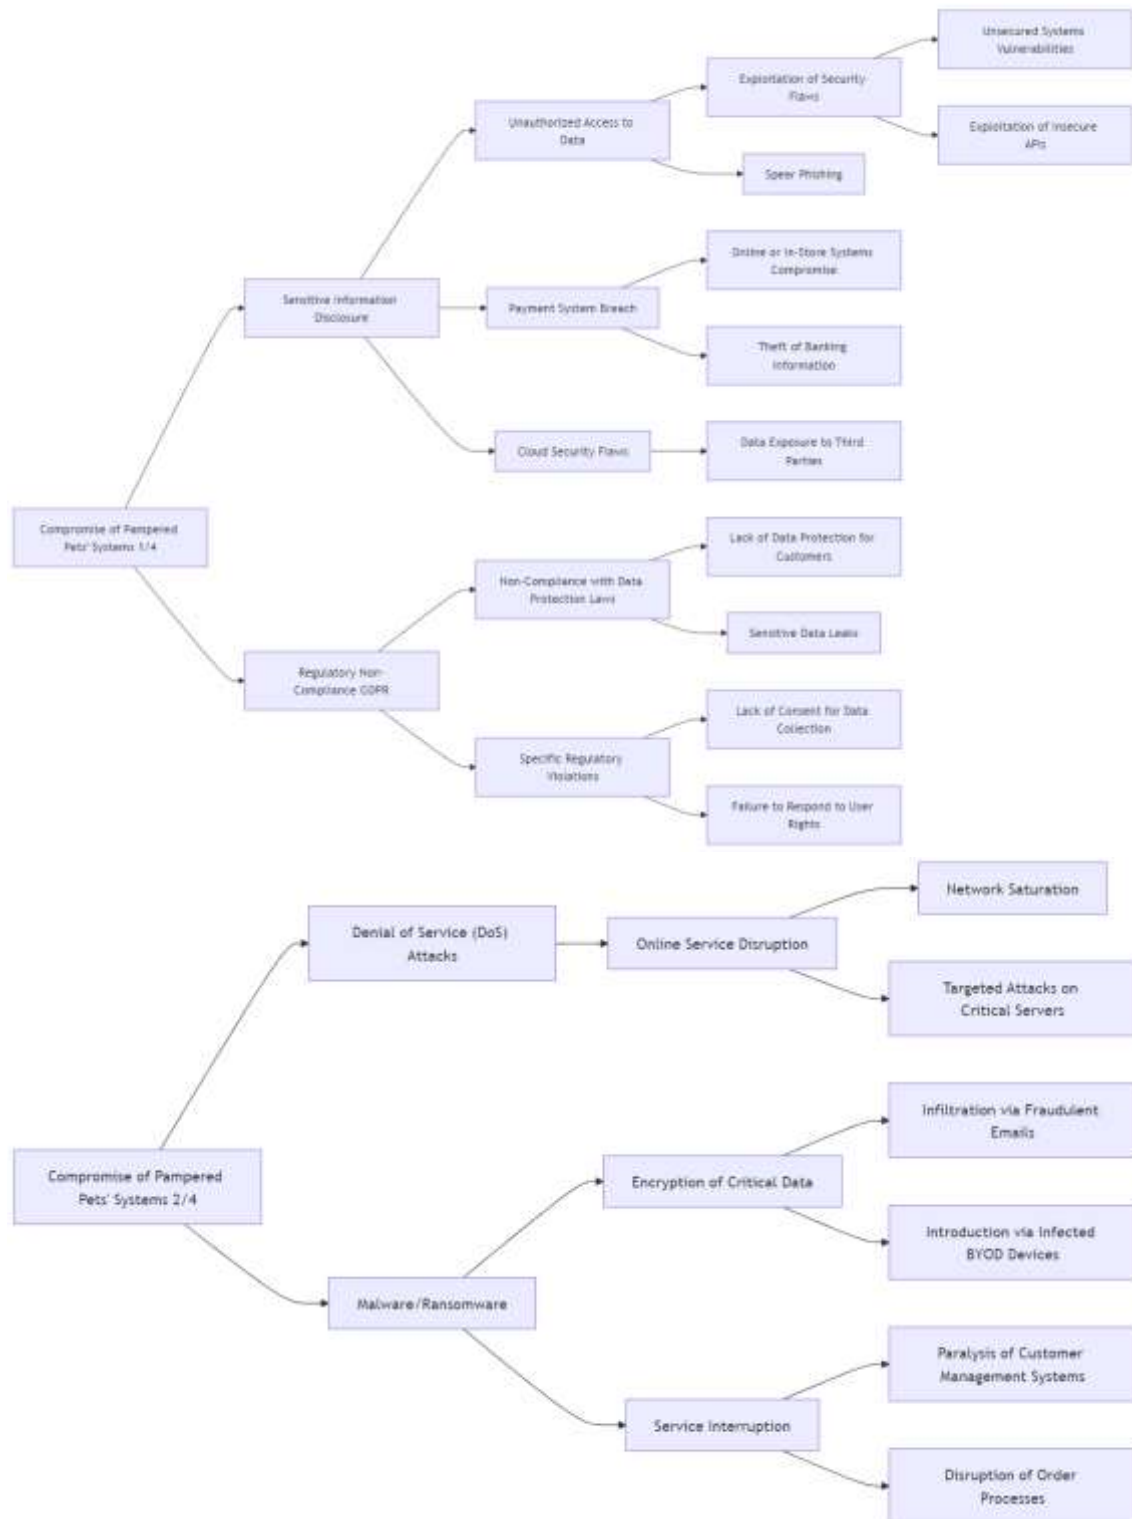 Unsecured Systems
Vulnerabilities
Exploitation of Security
Flaws
Unauthorized Access to
Data
Exploitation of Insecure
APIs
Spear Phishing
Online or In-Store Systems
Compromise
Sensitive Information
Disclosure
Payment System Breach
Theft of Banking
Information
Cloud Security Flaws
Data Exposure to Third
Parties
Compromise of Pampered
Pets' Systems 1/4
Lack of Data Protection for
Customers
Non-Compliance with Data
Protection Laws
Sensitive Data Leaks
Regulatory Non-
Compliance GDPR
Lack of Consent for Data
Collection
Specific Regulatory
Violations
Failure to Respond to User
Rights
Network Saturation
Denial of Service (DoS)
Attacks
Online Service Disruption
Targeted Attacks on
Critical Servers
Infiltration via Fraudulent
Emails
Compromise of Pampered
Pets' Systems 2/4
Encryption of Critical Data
Introduction via Infected
BYOD Devices
Malware/Ransomware
Paralysis of Customer
Management Systems
Service Interruption
Disruption of Order
Processes